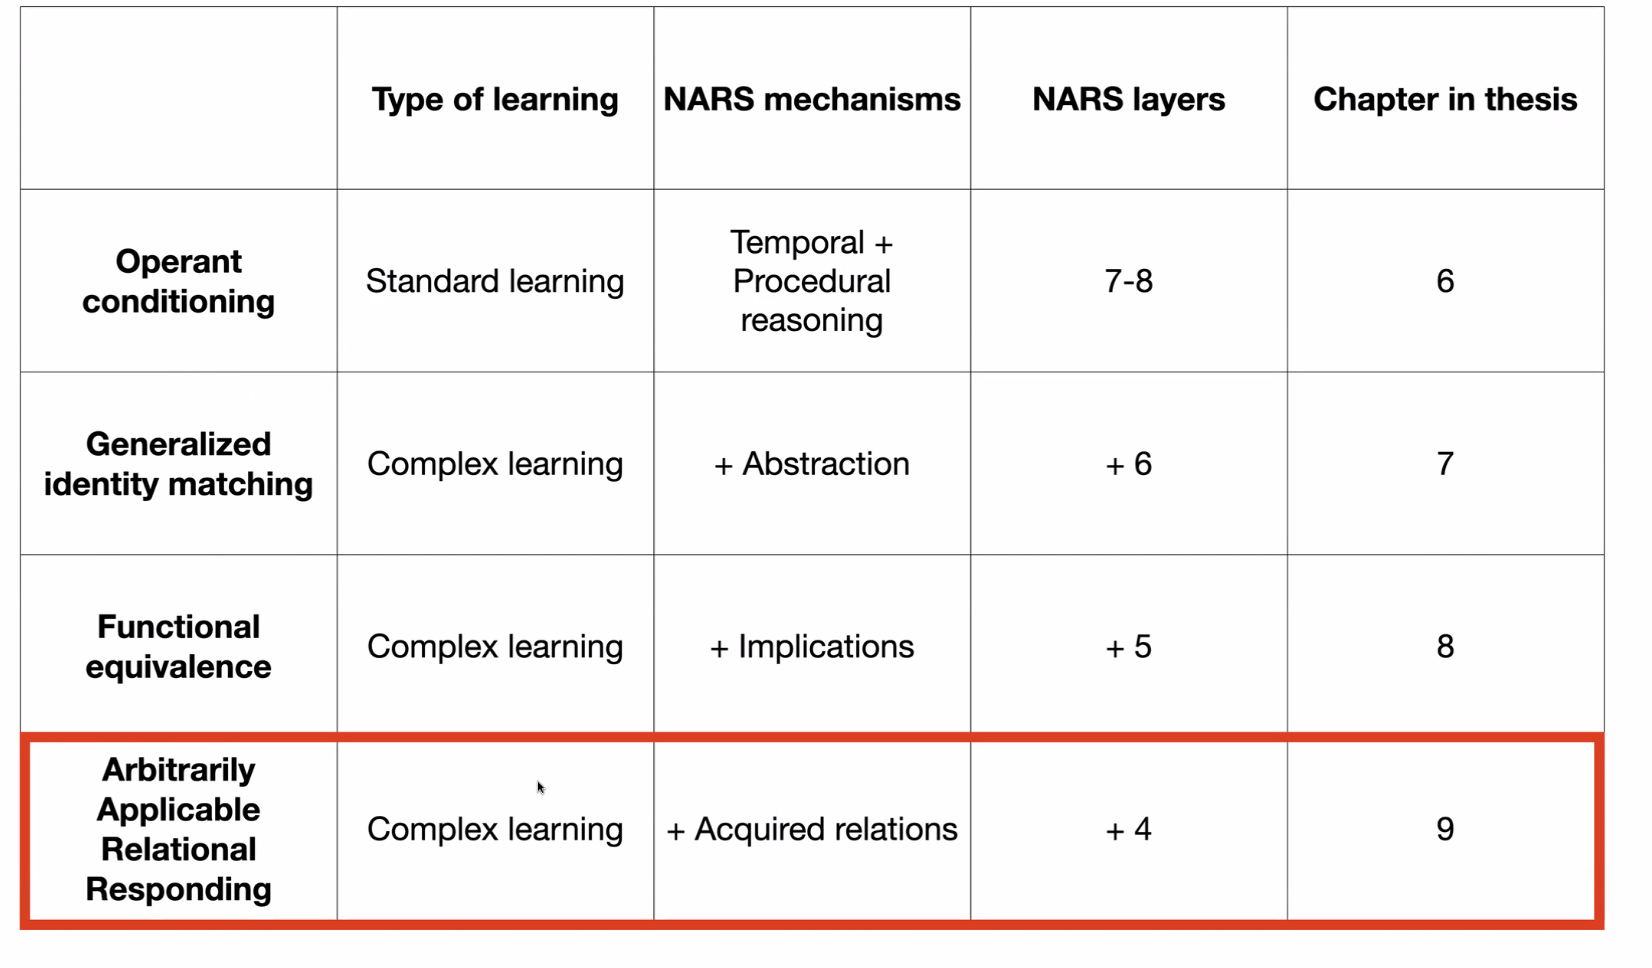 Type of learning
NARS mechanisms
NARS layers
Chapter in thesis
Operant
conditioning
Standard learning
Temporal +
Procedural
reasoning
7-8
6
Generalized
identity matching
Complex learning
+ Abstraction
+ 6
7
Functional
equivalence
Complex learning
+ Implications
+ 5
8
Arbitrarily
Applicable
Relational
Responding
Complex learning
+ Acquired relations
+ 4
9